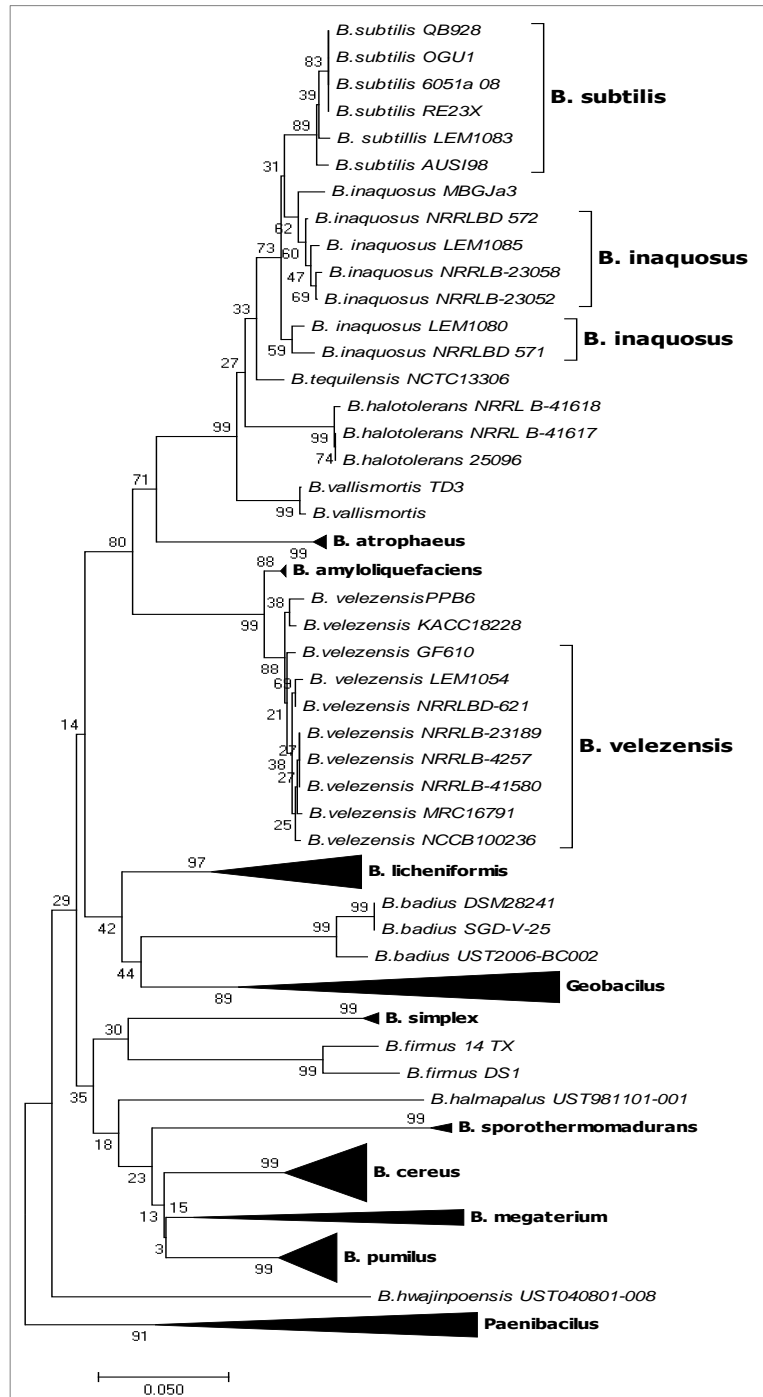 B.subtilis QB928
B.subtilis OGU1
83
B.subtilis 6051a 08
B. subtilis
39
B.subtilis RE23X
89
B. subtillis LEM1083
31
B.subtilis AUSI98
B.inaquosus MBGJa3
62
B.inaquosus NRRLBD 572
73
60
B. inaquosus LEM1085
B. inaquosus
47
B.inaquosus NRRLB-23058
69
B.inaquosus NRRLB-23052
33
B. inaquosus LEM1080
B. inaquosus
59
B.inaquosus NRRLBD 571
27
B.tequilensis NCTC13306
B.halotolerans NRRL B-41618
99
99
B.halotolerans NRRL B-41617
74
B.halotolerans 25096
71
B.vallismortis TD3
99
B.vallismortis
80
B. atrophaeus
99
88
B. amyloliquefaciens
38
B. velezensisPPB6
99
B.velezensis KACC18228
88
B.velezensis GF610
69
B. velezensis LEM1054
21
B.velezensis NRRLBD-621
14
B.velezensis NRRLB-23189
27
B. velezensis
38
B.velezensis NRRLB-4257
27
B.velezensis NRRLB-41580
B.velezensis MRC16791
25
B.velezensis NCCB100236
97
B. licheniformis
29
B.badius DSM28241
99
42
99
B.badius SGD-V-25
B.badius UST2006-BC002
44
89
Geobacilus
99
B. simplex
30
B.firmus 14 TX
99
B.firmus DS1
35
B.halmapalus UST981101-001
99
B. sporothermomadurans
18
99
B. cereus
23
15
B. megaterium
13
3
B. pumilus
99
B.hwajinpoensis UST040801-008
91
Paenibacilus
0.050